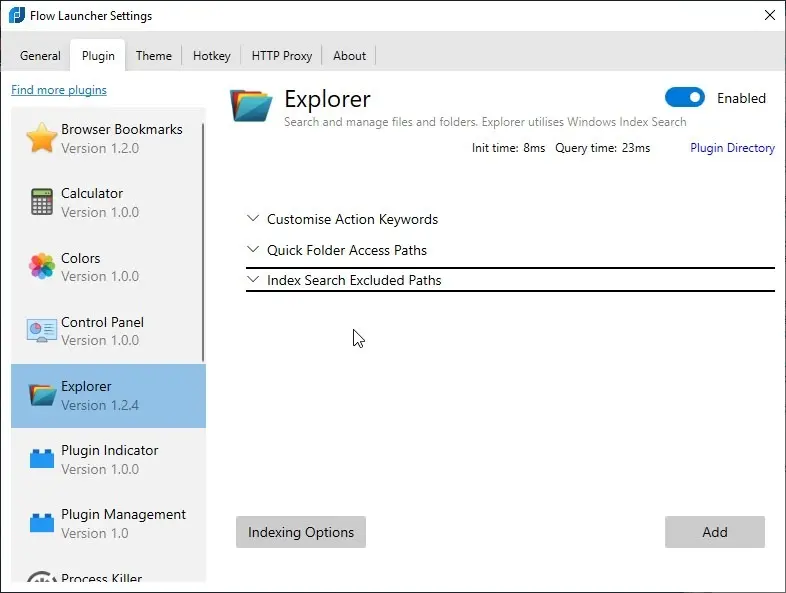 Flow Launcher Settings
General Plugin Theme Hotkey HTTP Proxy About
Find more plugins
Browser Bookmarks
Version 1.2.0
Calculator
Version 1.0.0
Colors
Version 1.0.0
Control Panel
Version 1.0.0
Explorer
Version 1.2.4
Plugin Indicator
Version 1.0.0
Plugin Management
Version 1.0
Process Killer
Explorer
Enabled
Search and manage files and folders. Explorer utilises Windows Index Search
Init time: 8ms Query time: 23ms Plugin Directory
Customise Action Keywords
Quick Folder Access Paths
Index Search Excluded Paths
Indexing Options Add